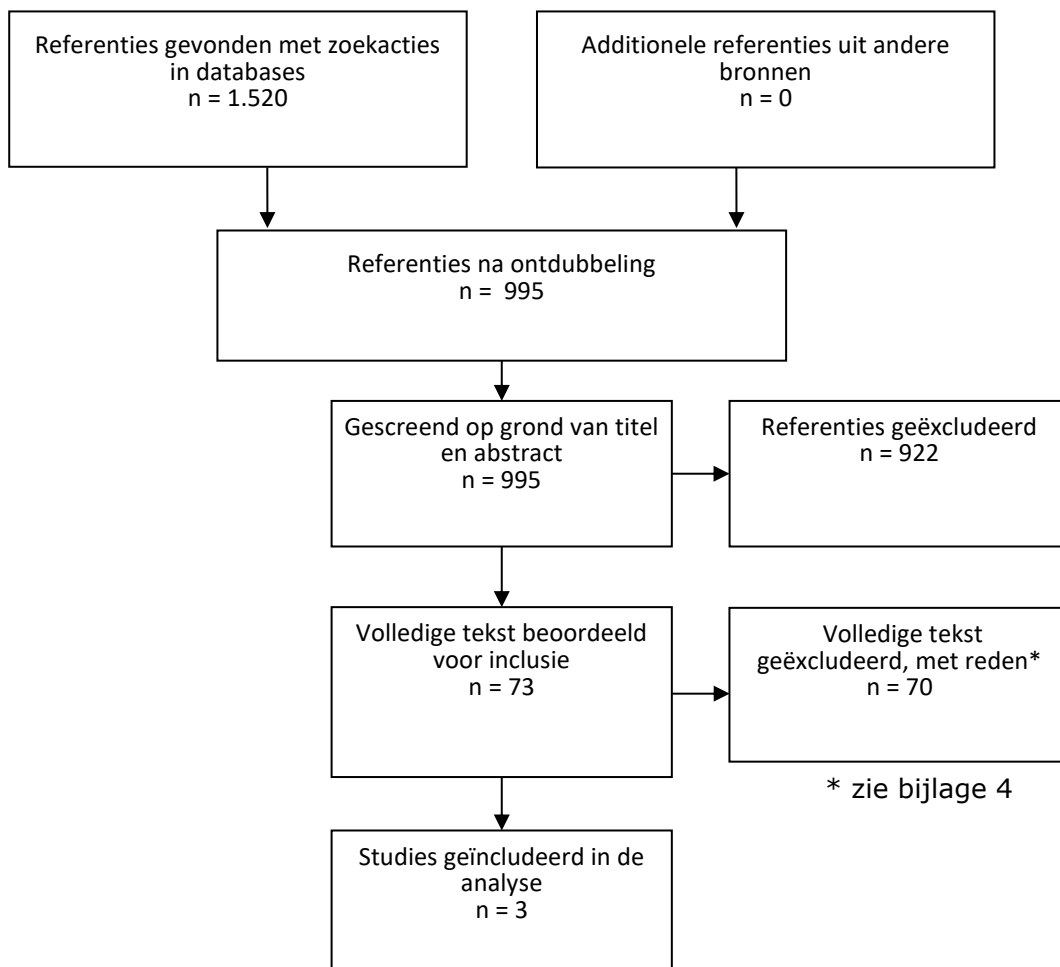 Referenties gevonden met zoekacties
in databases
n = 1.520
Additionele referenties uit andere
bronnen
n = 0
Referenties na ontdubbeling
n =  995
Gescreend op grond van titel
en abstract
n = 995
Referenties geëxcludeerd
n = 922
Volledige tekst beoordeeld
voor inclusie
n = 73
Volledige tekst
geëxcludeerd, met reden*
n = 70
* zie bijlage 4
Studies geïncludeerd in de
analyse
n = 3